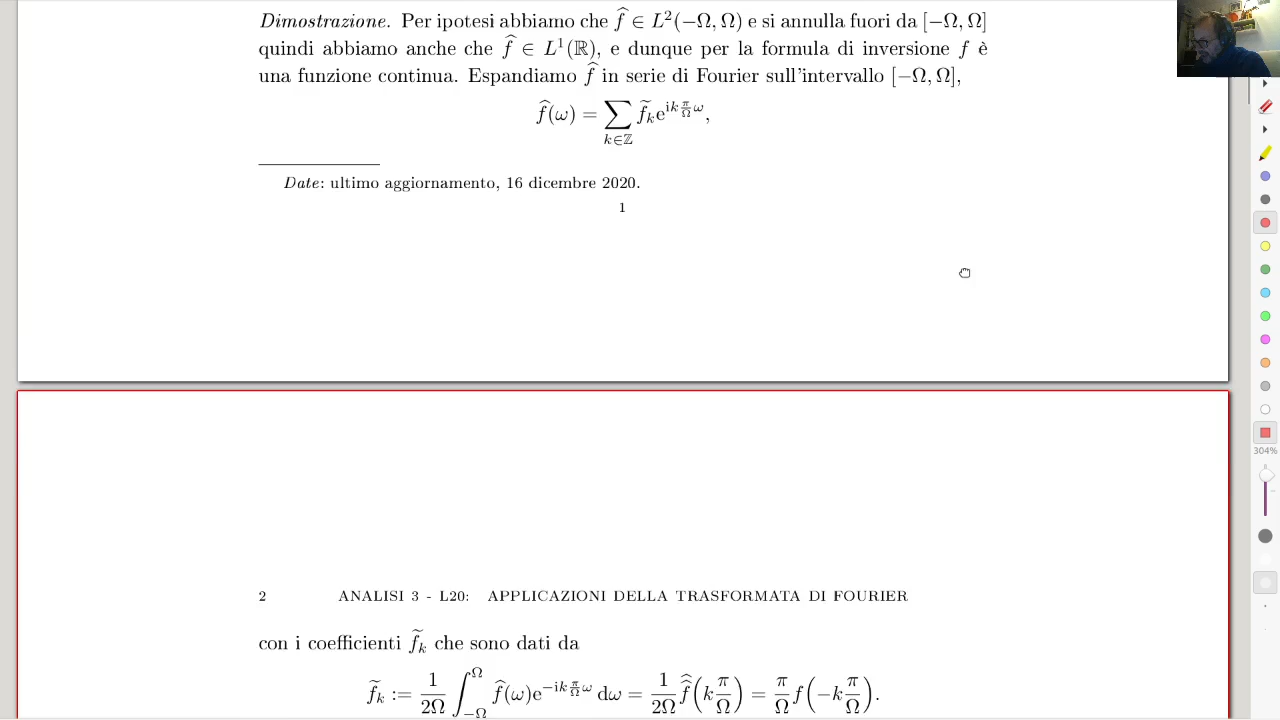 Dimostrazione. Per ipotesi abbiamo che f̂ ∈ L²(−Ω, Ω) e si annulla fuori da [−Ω, Ω]
quindi abbiamo anche che f̂ ∈ L¹(ℝ), e dunque per la formula di inversione f è
una funzione continua. Espandiamo f̂ in serie di Fourier sull'intervallo [−Ω, Ω],
f̂(ω) = ∑_{k∈ℤ} f̃_k e^{ik(π/Ω)ω},
Date: ultimo aggiornamento, 16 dicembre 2020.
1
2 ANALISI 3 - L20: APPLICAZIONI DELLA TRASFORMATA DI FOURIER
con i coefficienti f̃_k che sono dati da
f̃_k := 1/(2Ω) ∫_{−Ω}^{Ω} f̂(ω)e^{−ik(π/Ω)ω} dω = 1/(2Ω) f̂̂(k π/Ω) = π/Ω f(−k π/Ω).
304%